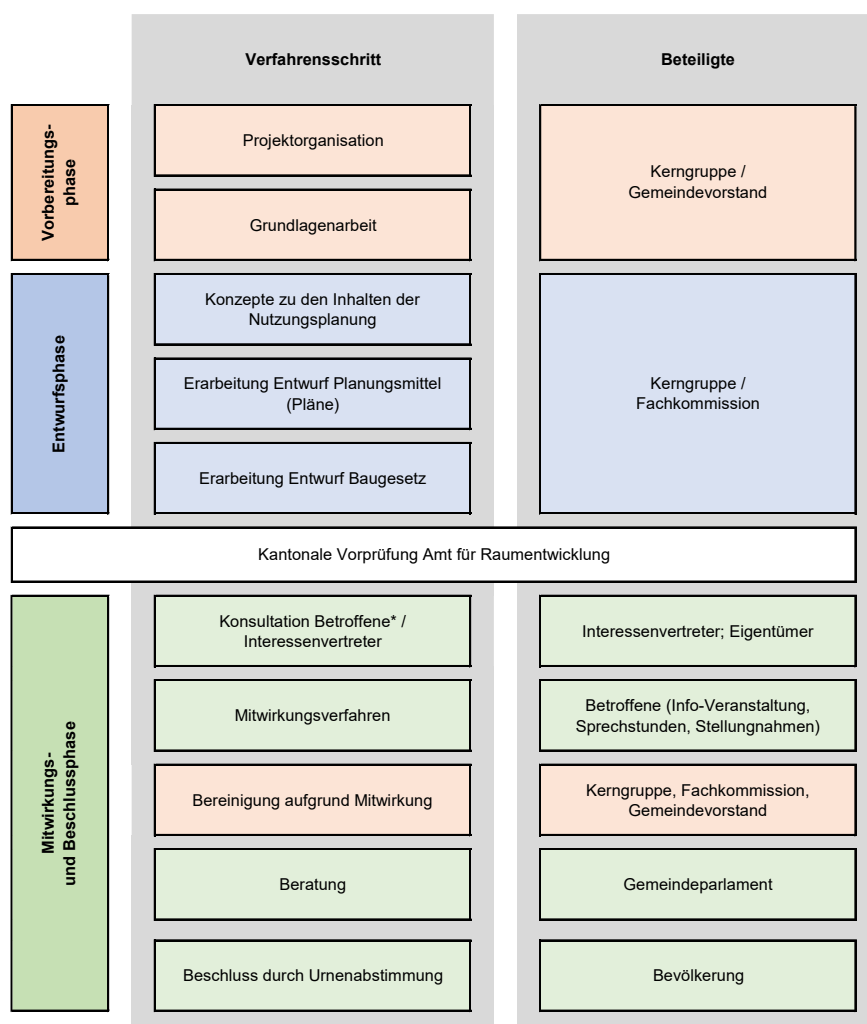 Verfahrensschritt
Beteiligte
Vorbereitungs-
phase
Projektorganisation
Grundlagenarbeit
Kerngruppe /
Gemeindevorstand
Entwurfsphase
Konzepte zu den Inhalten der
Nutzungsplanung
Erarbeitung Entwurf Planungsmittel
(Pläne)
Erarbeitung Entwurf Baugesetz
Kerngruppe /
Fachkommission
Kantonale Vorprüfung Amt für Raumentwicklung
Mitwirkungs-
und Beschlussphase
Konsultation Betroffene* /
Interessenvertreter
Interessenvertreter; Eigentümer
Mitwirkungsverfahren
Betroffene (Info-Veranstaltung,
Sprechstunden, Stellungnahmen)
Bereinigung aufgrund Mitwirkung
Kerngruppe, Fachkommission,
Gemeindevorstand
Beratung
Gemeindeparlament
Beschluss durch Urnenabstimmung
Bevölkerung